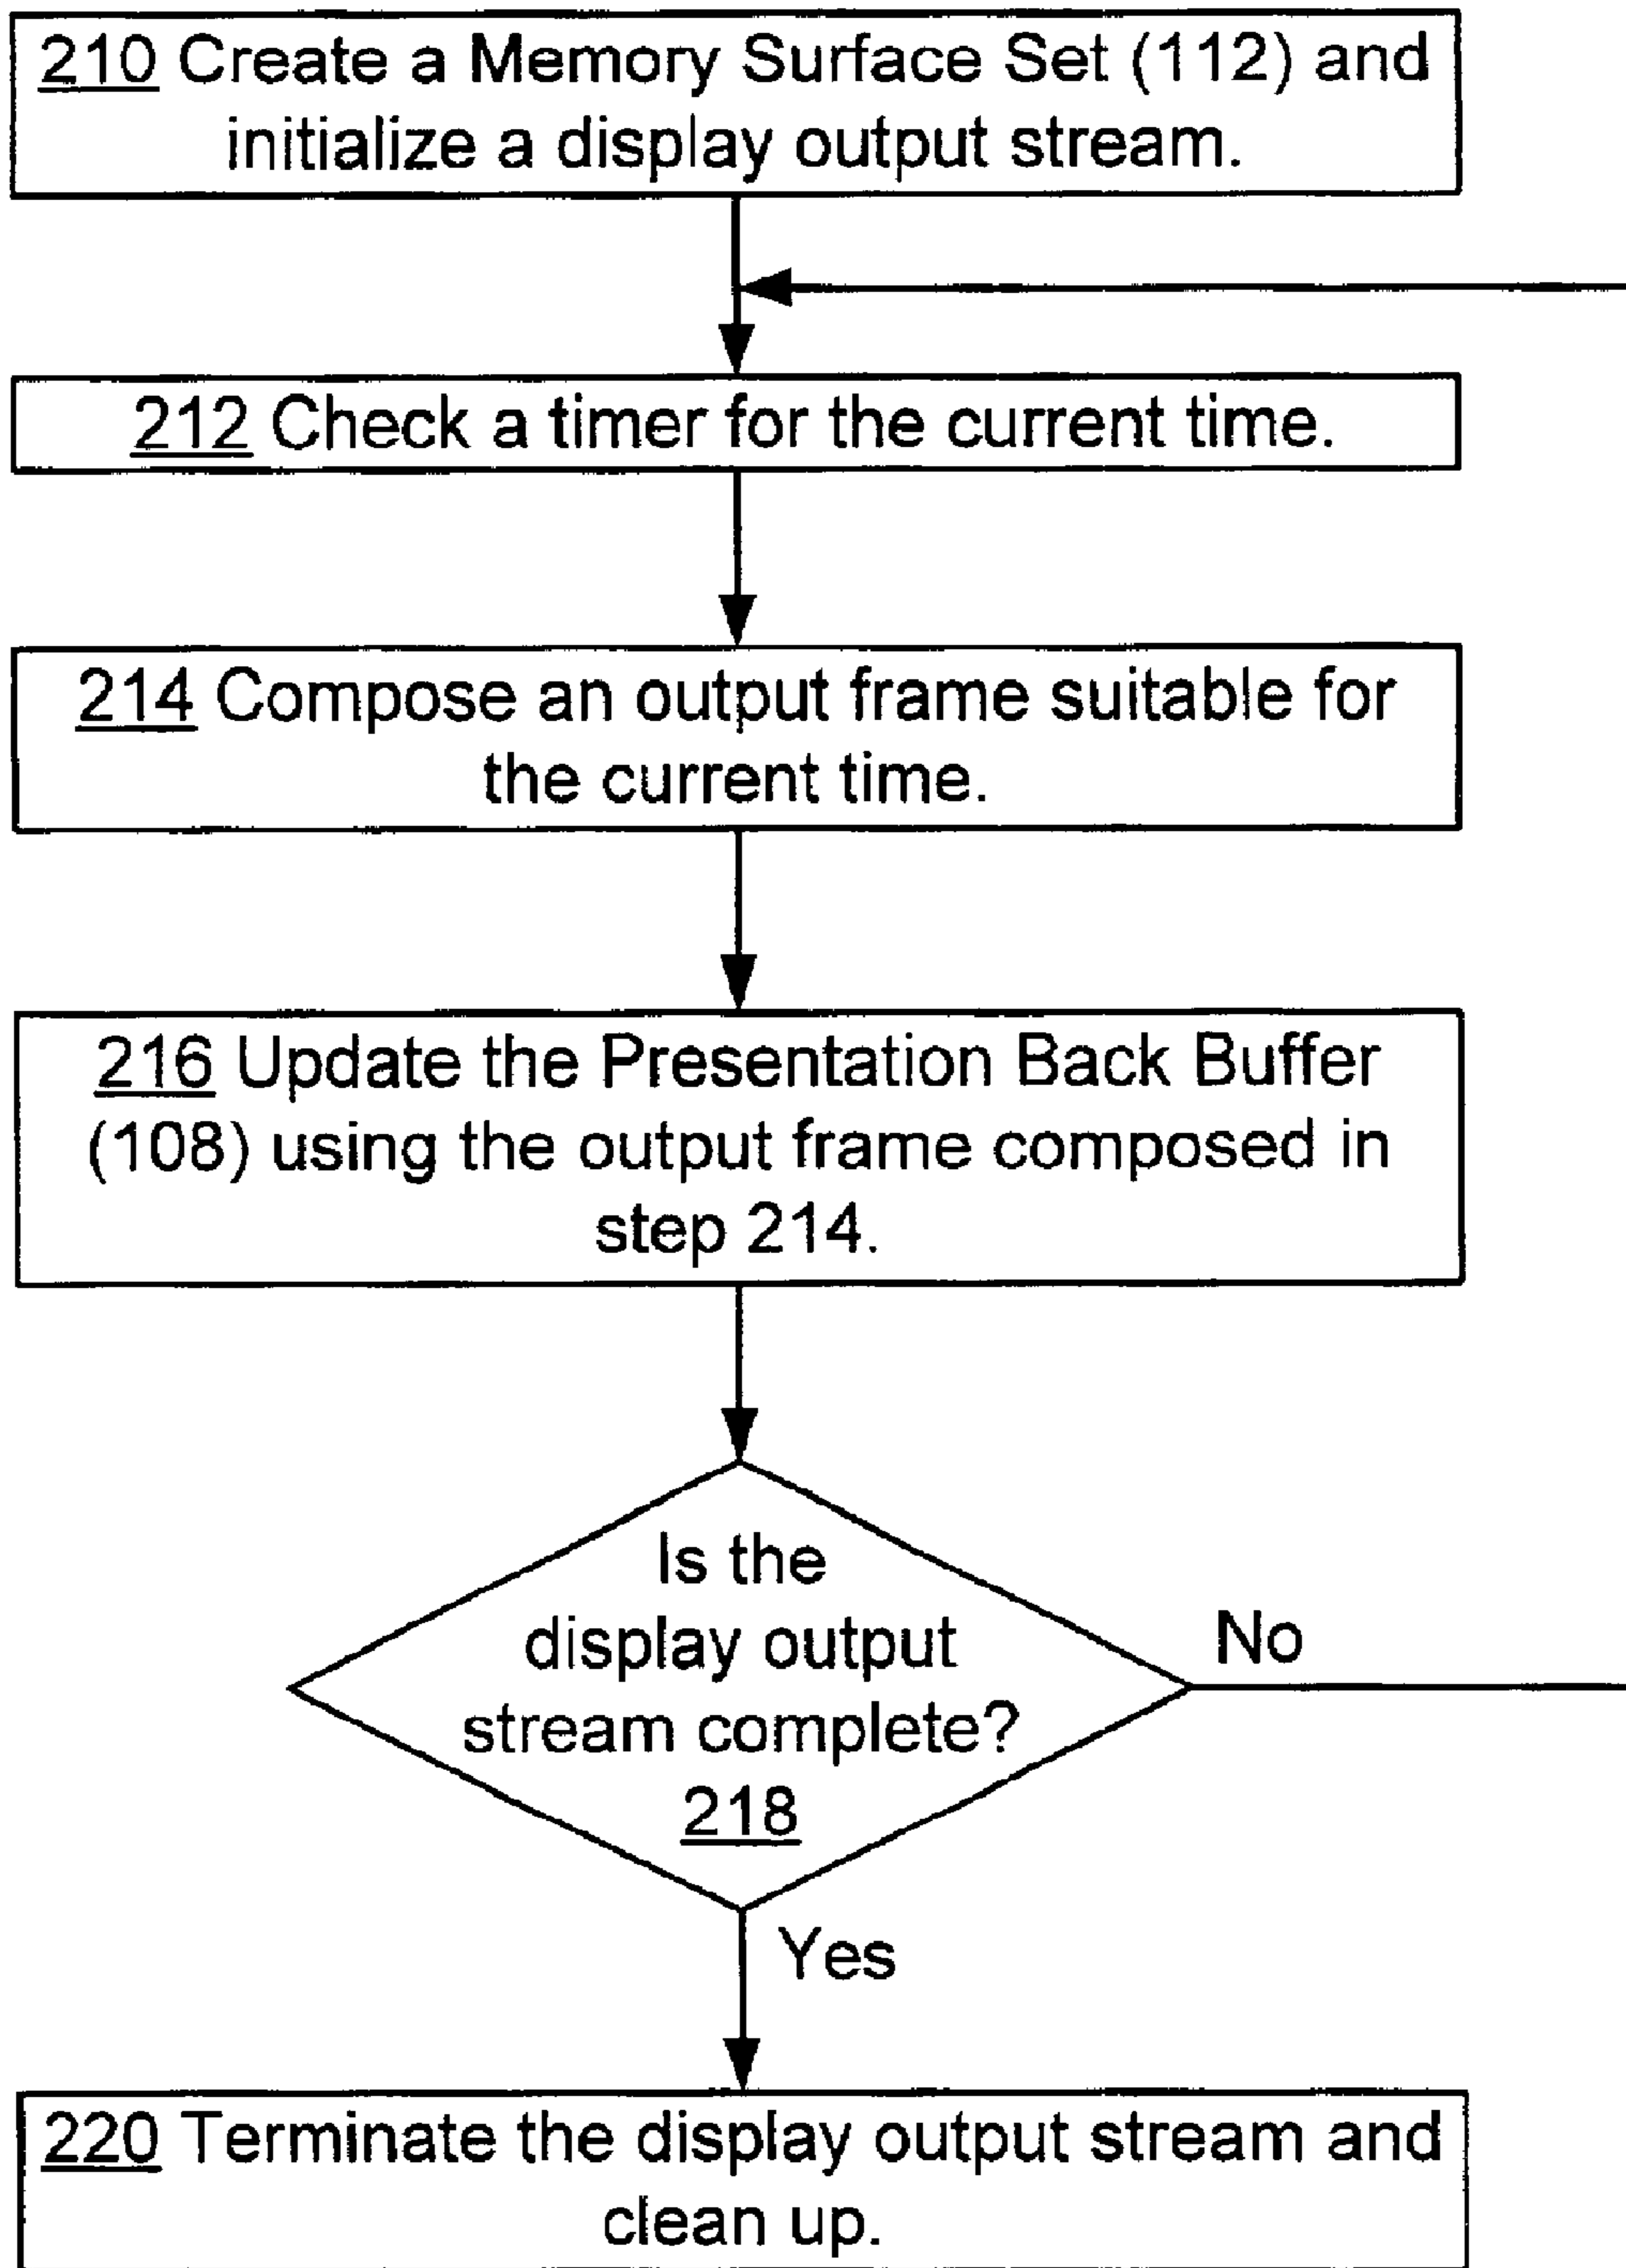 210 Create a Memory Surface Set (112) and
initialize a display output stream.
212 Check a timer for the current time.
214 Compose an output frame suitable for
the current time.
216 Update the Presentation Back Buffer
(108) using the output frame composed in
step 214.
Is the
display output
stream complete?
218
No
Yes
220 Terminate the display output stream and
clean up.